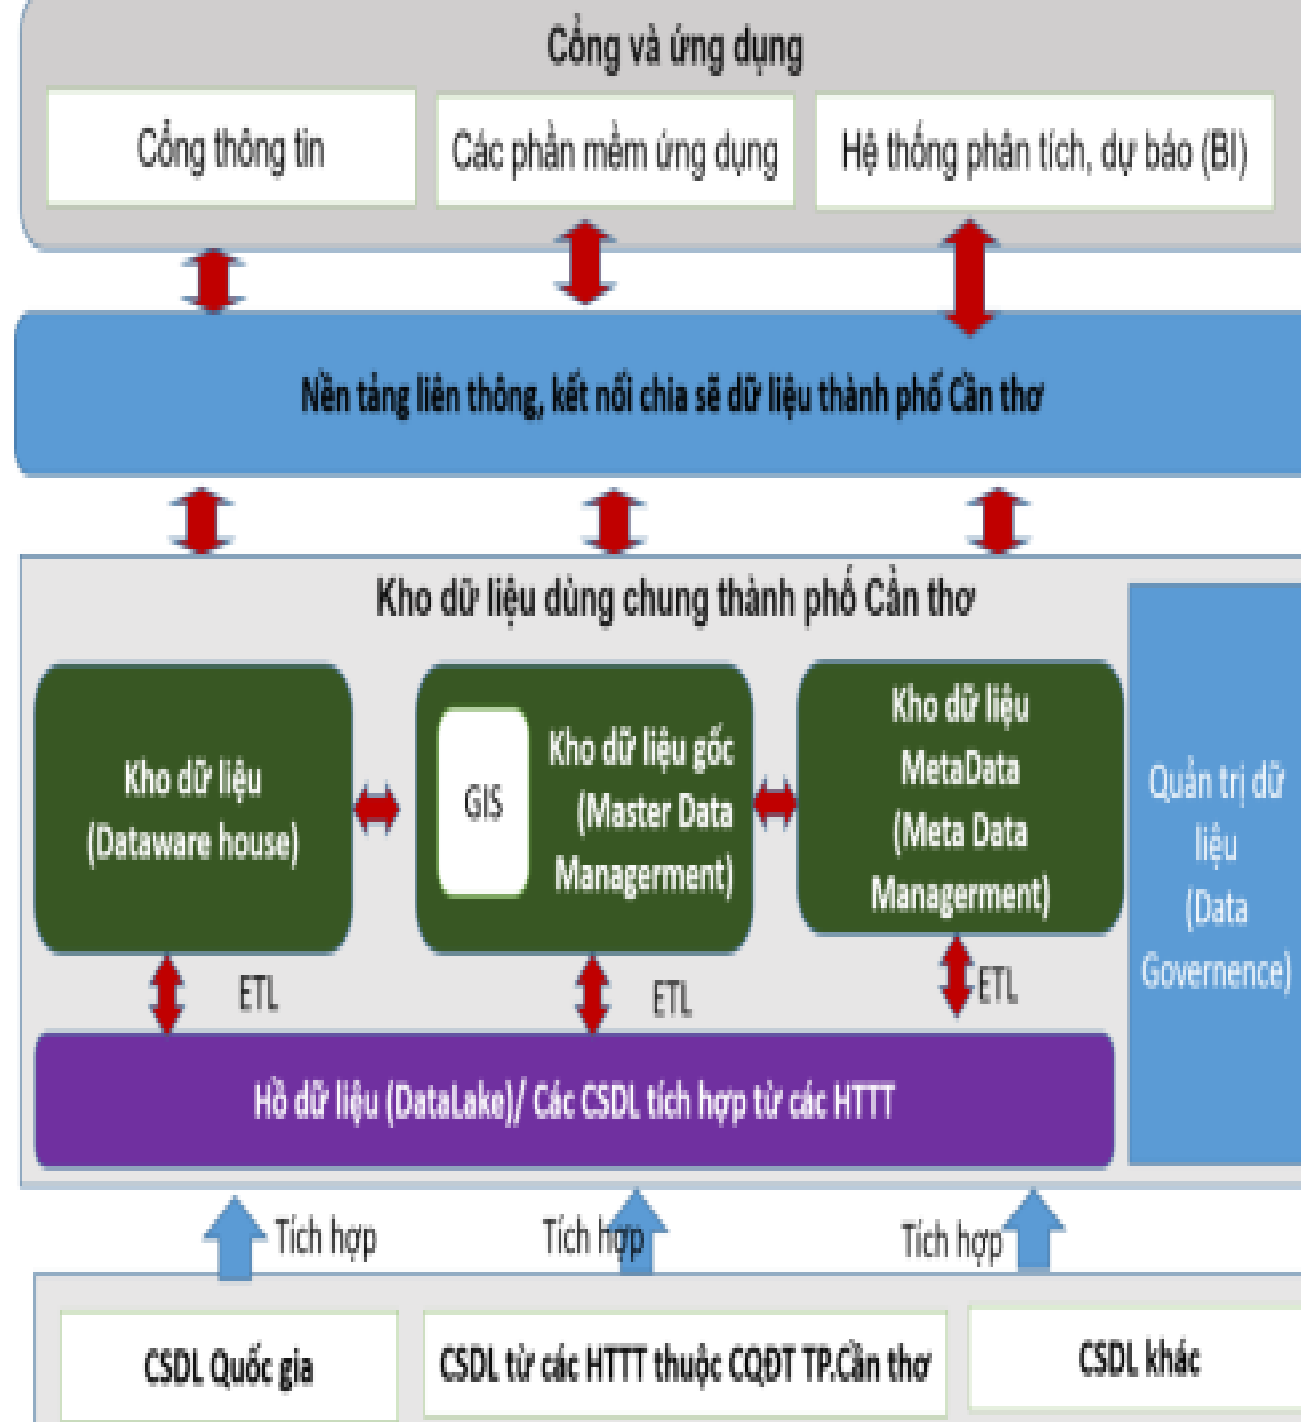 Cổng và ứng dụng
Cổng thông tin
Các phần mềm ứng dụng
Hệ thống phân tích, dự báo (BI)
Nền tảng liên thông, kết nối chia sẽ dữ liệu thành phố Cần thơ
Kho dữ liệu dùng chung thành phố Cần thơ
Kho dữ liệu
(Dataware house)
GIS
Kho dữ liệu gốc
(Master Data
Managerment)
Kho dữ liệu
MetaData
(Meta Data
Managerment)
Quản trị dữ
liệu
(Data
Governence)
ETL
ETL
ETL
Hồ dữ liệu (DataLake)/ Các CSDL tích hợp từ các HTTT
Tích hợp
Tích hợp
Tích hợp
CSDL Quốc gia
CSDL từ các HTTT thuộc CQĐT TP.Cần thơ
CSDL khác